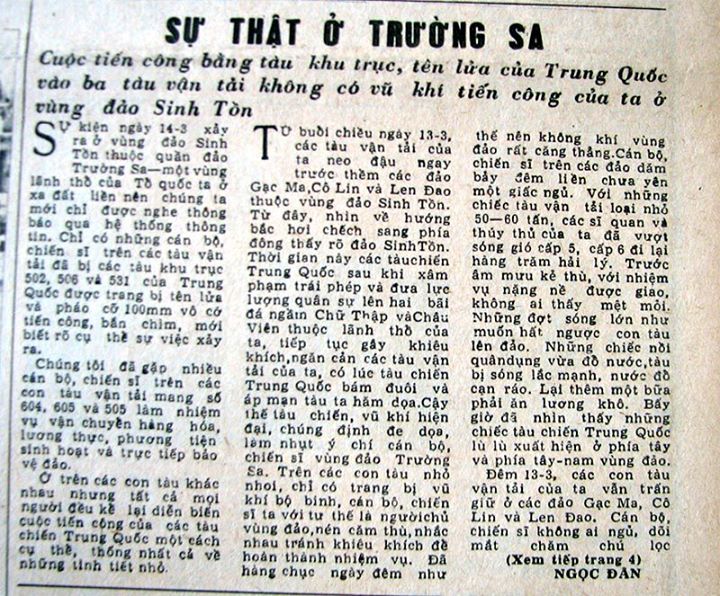 SỰ THẬT Ở TRƯỜNG SA
Cuộc tiến công bằng tàu khu trục, tên lửa của Trung Quốc
vào ba tàu vận tải không có vũ khí tiến công của ta ở
vùng đảo Sinh Tồn
SỰ kiện ngày 14-3 xảy
ra ở vùng đảo Sinh
Tồn thuộc quần đảo
Trường Sa—một vùng
lãnh thổ của Tổ quốc ta ở
xa đất liền nên chúng ta
mới chỉ được nghe thông
báo qua hệ thống thông
tin. Chỉ có những cán bộ,
chiến sĩ trên các tàu vận
tải đã bị các tàu khu trục
502, 506 và 531 của Trung
Quốc được trang bị tên lửa
và pháo cỡ 100mm vô cớ
tiến công, bắn chìm, mới
biết rõ cụ thể sự việc xảy
ra.
Chúng tôi đã gặp nhiều
cán bộ, chiến sĩ trên các
con tàu vận tải mang số
604, 605 và 505 làm nhiệm
vụ vận chuyển hàng hóa,
lương thực, phương tiện
sinh hoạt và trực tiếp bảo
vệ đảo.
Ở trên các con tàu khác
nhau nhưng tất cả mọi
người đều kể lại diễn biến
cuộc tiến công của các tàu
chiến Trung Quốc một cách
cụ thể, thống nhất cả về
những tình tiết nhỏ.
TỪ buổi chiều ngày 13-3,
các tàu vận tải của
ta neo đậu ngay
trước thềm các đảo
Gạc Ma,Cô Lin và Len Đao
thuộc vùng đảo Sinh Tồn.
Từ đây, nhìn về hướng
bắc hơi chếch sang phía
đông thấy rõ đảo SinhTồn.
Thời gian này các tàuchiến
Trung Quốc sau khi xâm
phạm trái phép và đưa lực
lượng quân sự lên hai bãi
đá ngầm Chữ Thập vàChâu
Viên thuộc lãnh thổ của
ta, tiếp tục gây khiêu
khích,ngăn cản các tàu vận
tải của ta, có lúc tàu chiến
Trung Quốc bám đuôi và
áp mạn tàu ta hăm dọa.Cậy
thế tàu chiến, vũ khí hiện
đại, chúng định đe dọa,
làm nhụt ý chí cán bộ,
chiến sĩ vùng đảo Trường
Sa. Trên các con tàu nhỏ
nhoi, chỉ có trang bị vũ
khí bộ binh, cán bộ, chiến
sĩ ta với tư thế là ngườichủ
vùng đảo,nén căm thù,nhắc
nhau tránh khiêu khích để
hoàn thành nhiệm vụ. Đã
hàng chục ngày đêm như
thế nên không khí vùng
đảo rất căng thẳng.Cán bộ,
chiến sĩ trên các đảo dăm
bảy đêm liền chưa yên
một giấc ngủ. Với những
chiếc tàu vận tải loại nhỏ
50—60 tấn, các sĩ quan và
thủy thủ của ta đã vượt
sóng gió cấp 5, cấp 6 đi lại
hàng trăm hải lý. Trước
âm mưu kẻ thù, với nhiệm
vụ nặng nề được giao,
không ai thấy mệt mỏi.
Những đợt sóng lớn như
muốn hất ngược con tàu
lên đảo. Những chiếc nồi
quândụng vừa đổ nước,tàu
bị sóng lắc mạnh, nước đổ
cạn ráo. Lại thêm một bữa
phải ăn lương khô. Bấy
giờ đã nhìn thấy những
chiếc tàu chiến Trung Quốc
lù lù xuất hiện ở phía tây
và phía tây-nam vùng đảo.
Đêm 13-3, các con tàu
vận tải của ta vẫn trấn
giữ ở các đảo Gạc Ma, Cô
Lin và Len Đao. Cán bộ,
chiến sĩ không ai ngủ, dõi
mắt chăm chú lọc
(Xem tiếp trang 4)
NGỌC ĐẢN